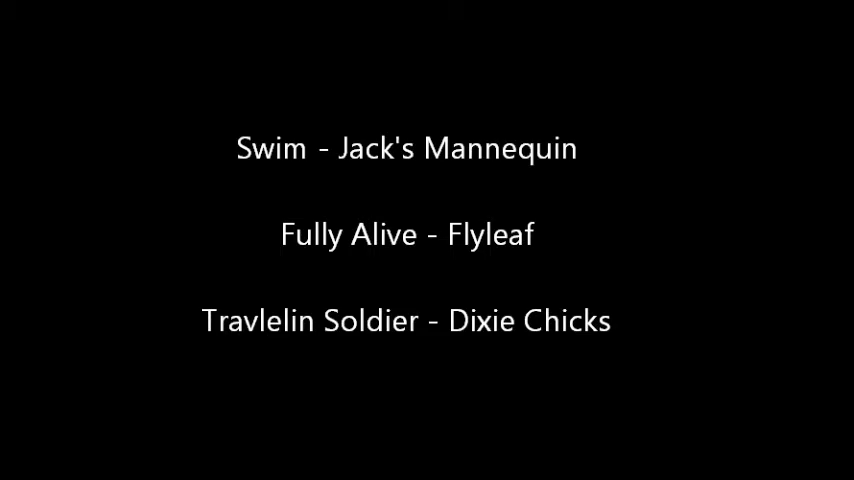 Swim - Jack's Mannequin
Fully Alive - Flyleaf
Travlelin Soldier - Dixie Chicks